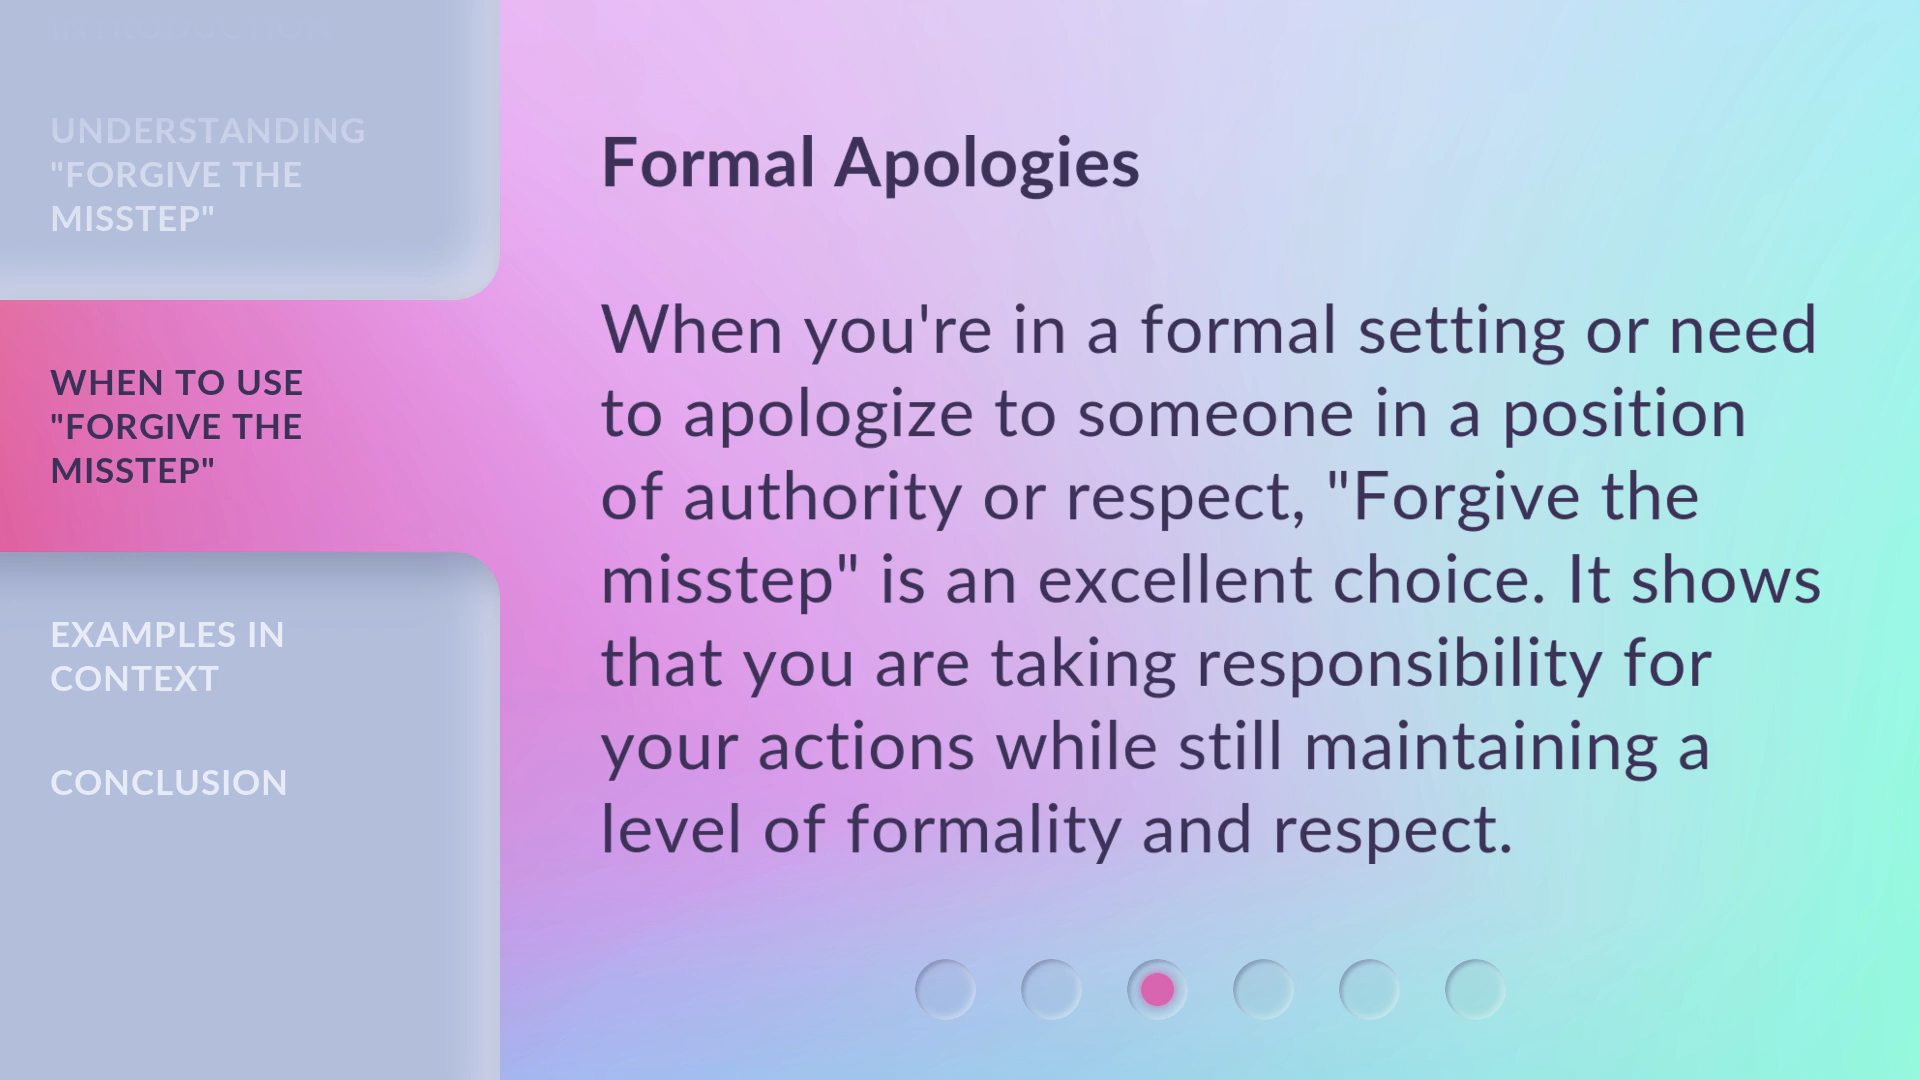 INTRODUCTION
UNDERSTANDING
"FORGIVE THE
MISSTEP"
WHEN TO USE
"FORGIVE THE
MISSTEP"
EXAMPLES IN
CONTEXT
CONCLUSION
Formal Apologies
When you're in a formal setting or need
to apologize to someone in a position
of authority or respect, "Forgive the
misstep" is an excellent choice. It shows
that you are taking responsibility for
your actions while still maintaining a
level of formality and respect.